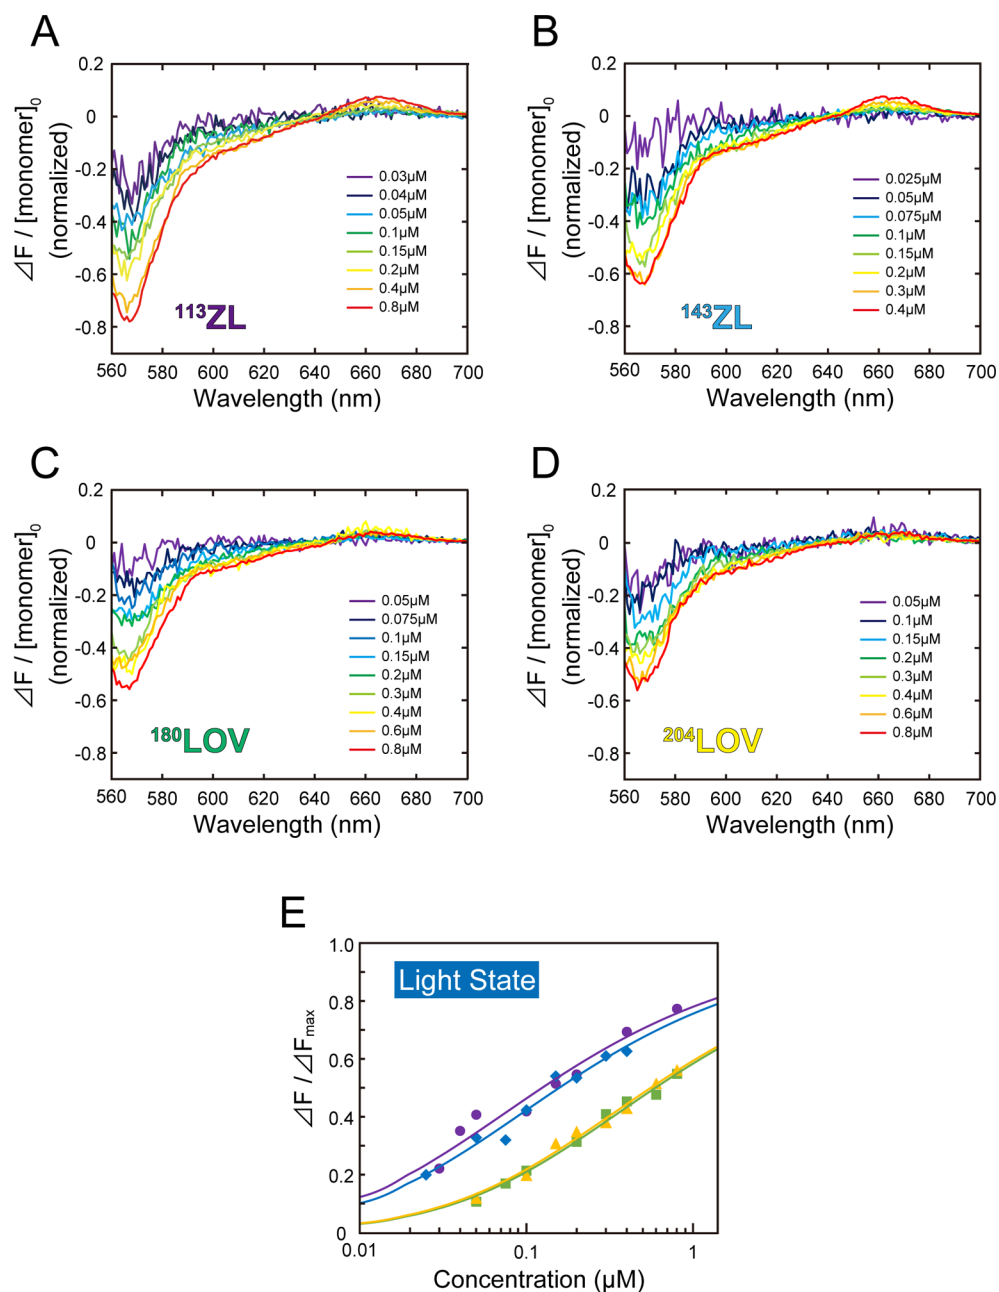 A
0.2
0
-0.2
-0.4
-0.6
-0.8
⊿F / [monomer]₀
(normalized)
0.03µM
0.04µM
0.05µM
0.1µM
0.15µM
0.2µM
0.4µM
0.8µM
¹¹³ZL
560 580 600 620 640 660 680 700
Wavelength (nm)
B
0.2
0
-0.2
-0.4
-0.6
-0.8
⊿F / [monomer]₀
(normalized)
0.025µM
0.05µM
0.075µM
0.1µM
0.15µM
0.2µM
0.3µM
0.4µM
¹⁴³ZL
560 580 600 620 640 660 680 700
Wavelength (nm)
C
0.2
0
-0.2
-0.4
-0.6
-0.8
⊿F / [monomer]₀
(normalized)
0.05µM
0.075µM
0.1µM
0.15µM
0.2µM
0.3µM
0.4µM
0.6µM
0.8µM
¹⁸⁰LOV
560 580 600 620 640 660 680 700
Wavelength (nm)
D
0.2
0
-0.2
-0.4
-0.6
-0.8
⊿F / [monomer]₀
(normalized)
0.05µM
0.1µM
0.15µM
0.2µM
0.3µM
0.4µM
0.6µM
0.8µM
²⁰⁴LOV
560 580 600 620 640 660 680 700
Wavelength (nm)
E
1.0
0.8
0.6
0.4
0.2
0
⊿F / ⊿Fₘₐₓ
Light State
0.01 0.1 1
Concentration (µM)